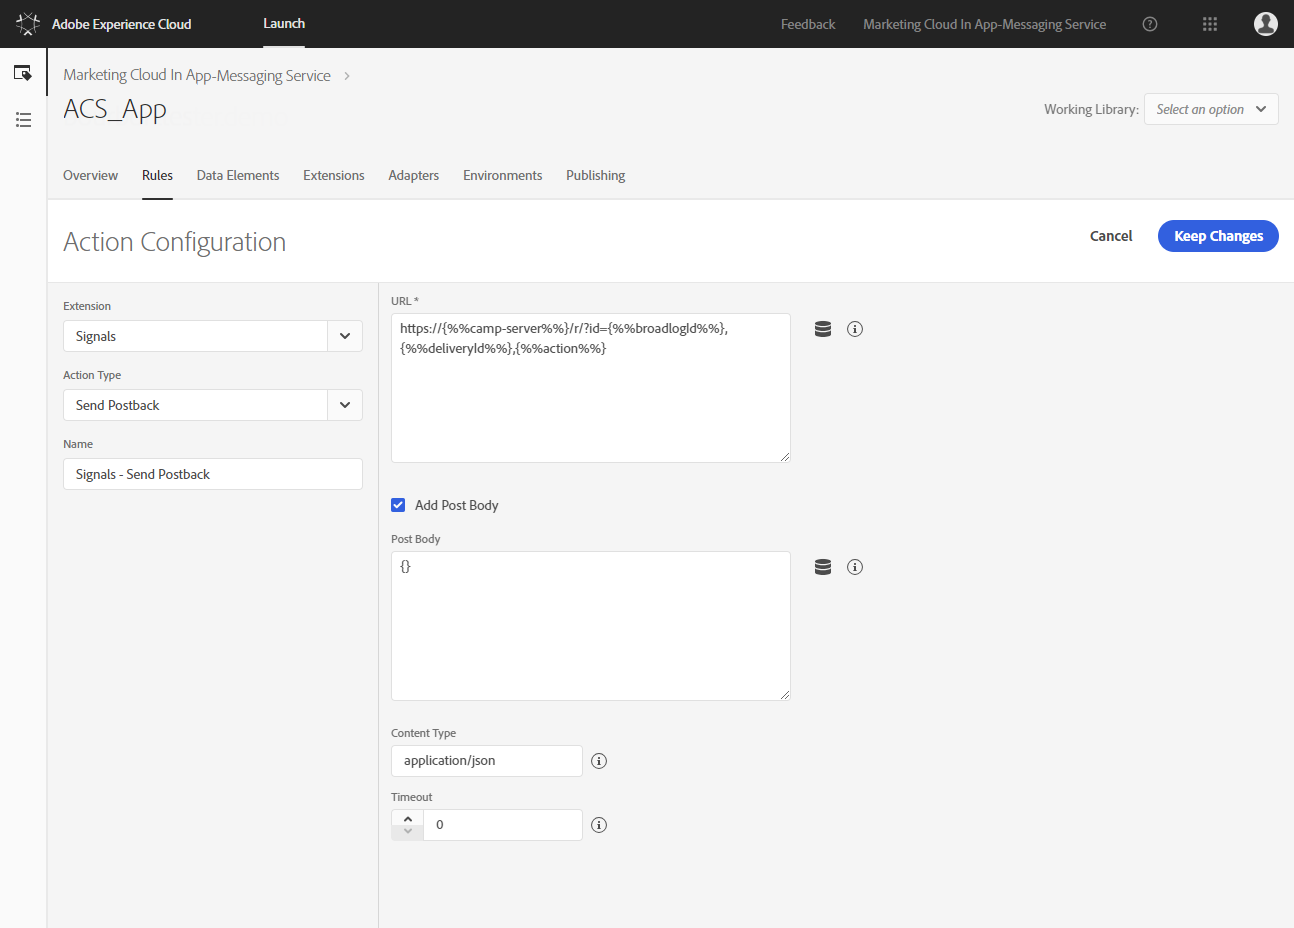 Adobe Experience Cloud
Launch
Feedback
Marketing Cloud In App-Messaging Service
Marketing Cloud In App-Messaging Service
ACS_App
Working Library:
Select an option
Overview
Rules
Data Elements
Extensions
Adapters
Environments
Publishing
Action Configuration
Cancel
Keep Changes
Extension
Signals
Action Type
Send Postback
Name
Signals - Send Postback
URL *
https://{%%camp-server%%}/r/?id={%%broadlogId%%},
{%%deliveryId%%},{%%action%%}
Add Post Body
Post Body
{}
Content Type
application/json
Timeout
0